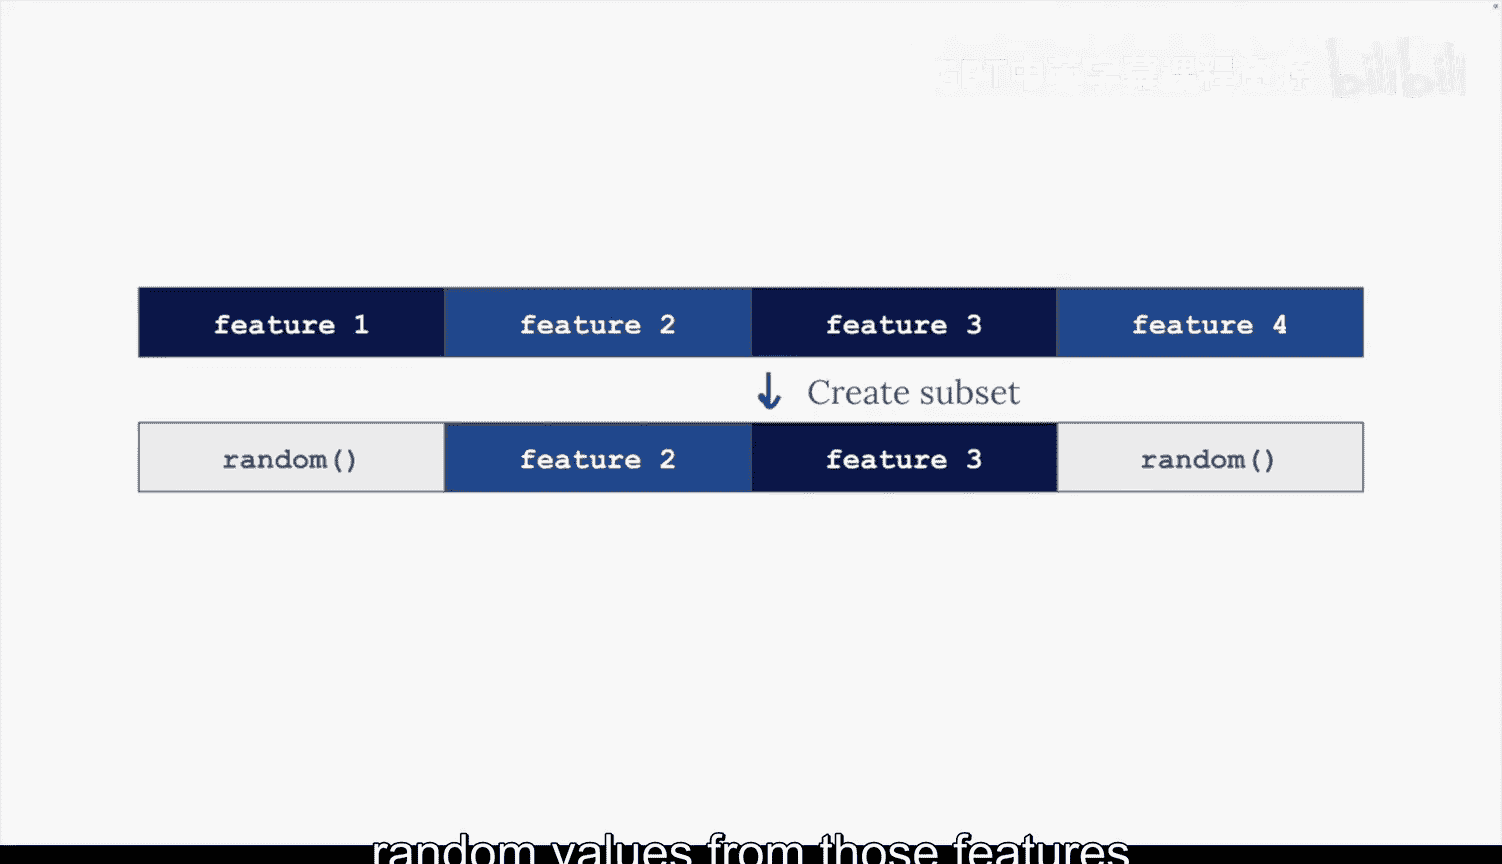 bilibili
feature 1 feature 2 feature 3 feature 4
Create subset
random() feature 2 feature 3 random()
random values from those features